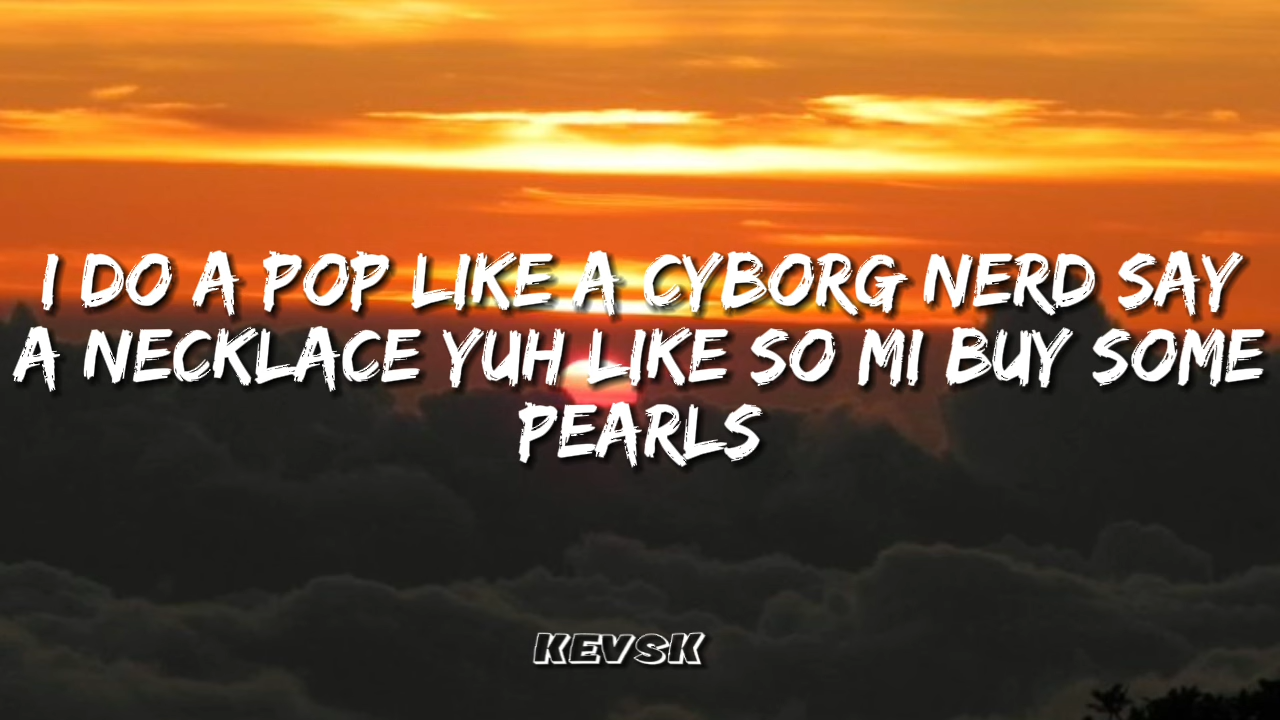 I DO A POP LIKE A CYBORG NERD SAY
A NECKLACE YUH LIKE SO MI BUY SOME
PEARLS
KEVSK